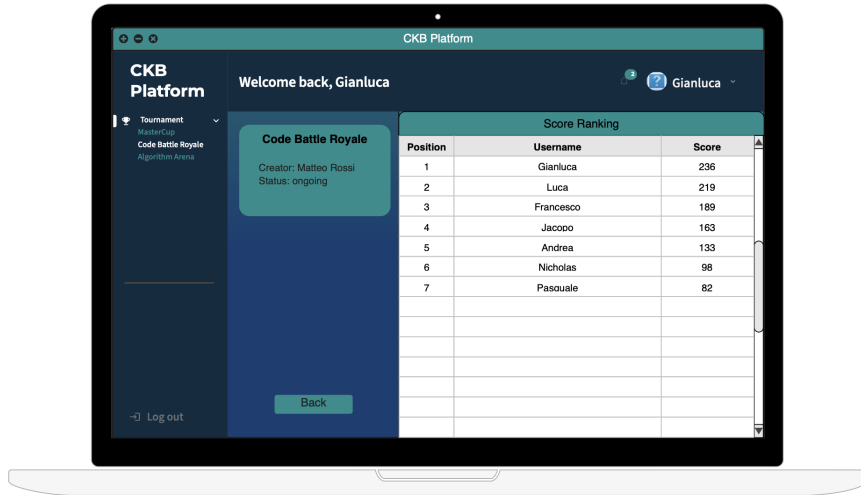 CKB Platform
CKB
Platform
Welcome back, Gianluca
2
Gianluca
Tournament
MasterCup
Code Battle Royale
Algorithm Arena
Log out
Code Battle Royale
Creator: Matteo Rossi
Status: ongoing
Back
Score Ranking
Position Username Score
1 Gianluca 236
2 Luca 219
3 Francesco 189
4 Jacopo 163
5 Andrea 133
6 Nicholas 98
7 Pasquale 82